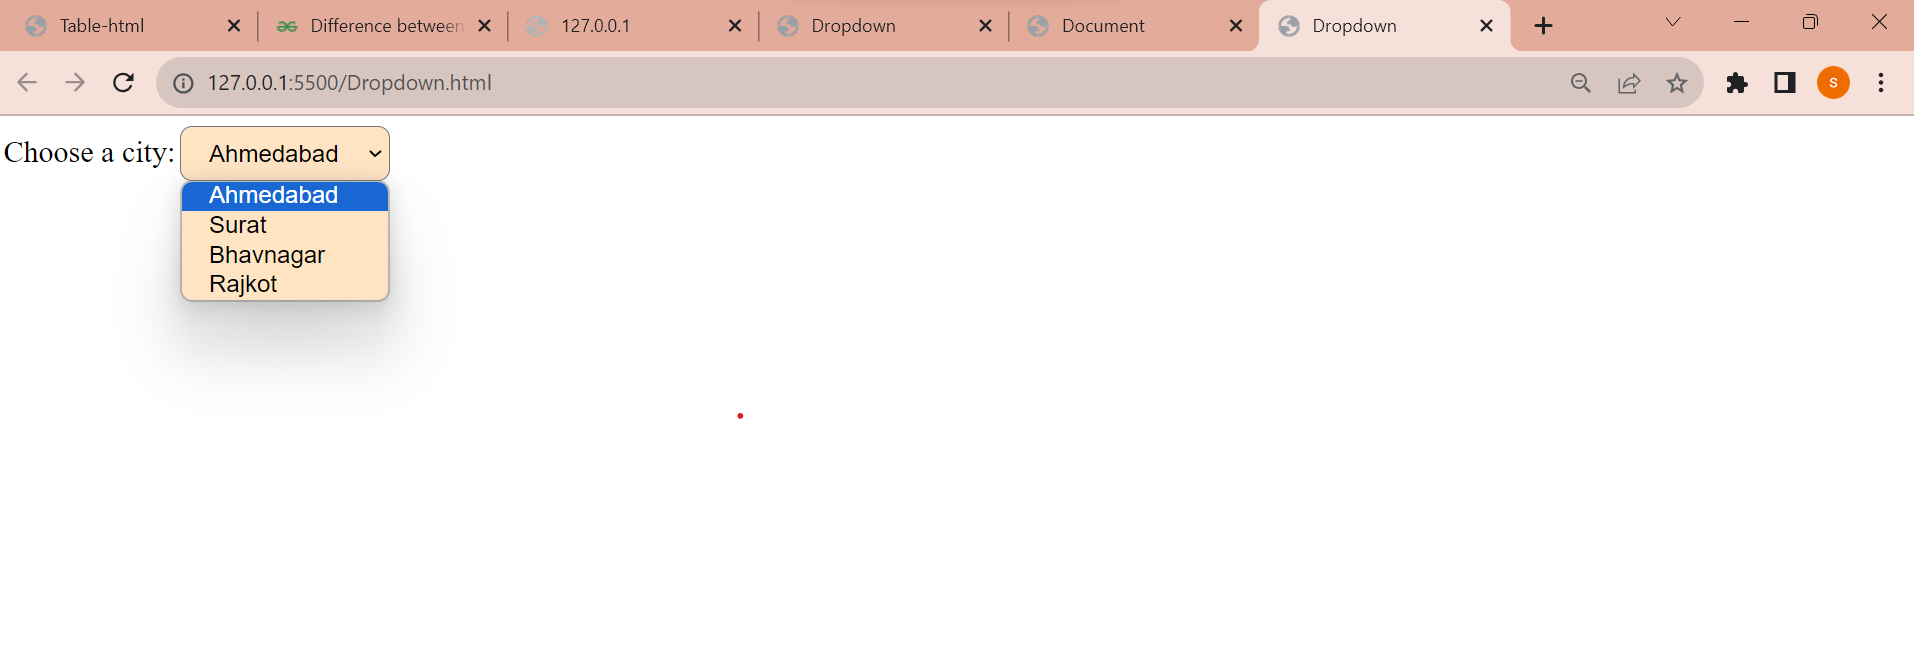 Table-html
Difference between
127.0.0.1
Dropdown
Document
Dropdown
127.0.0.1:5500/Dropdown.html
S
Choose a city: Ahmedabad
Ahmedabad
Surat
Bhavnagar
Rajkot